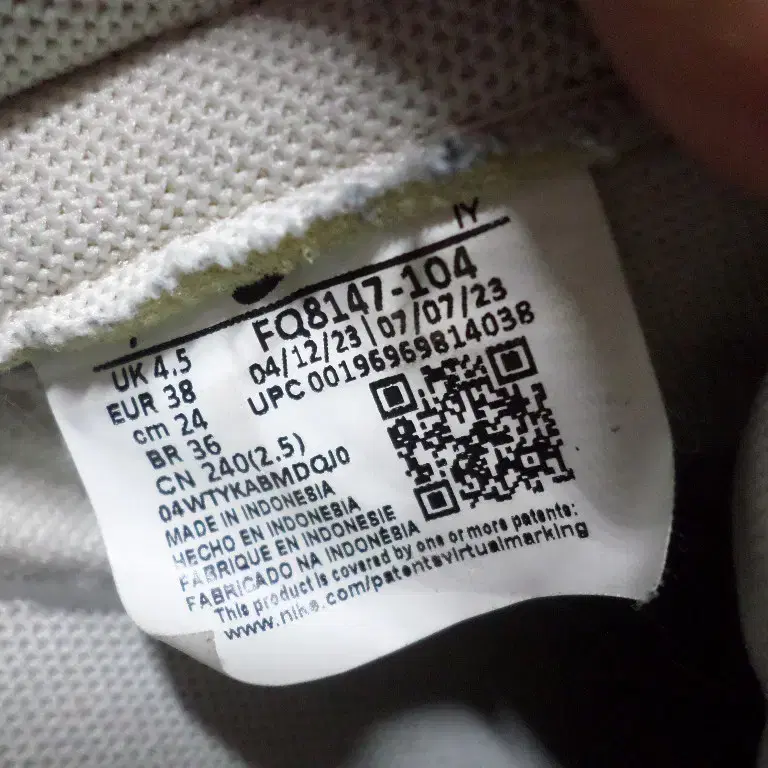 IY
FQ8147-104
04/12/23 | 07/07/23
UPC 00196969814038
UK 4.5
EUR 38
cm 24
BR 36
CN 240(2.5)
04WTYKABMDQJ0
MADE IN INDONESIA
HECHO EN INDONESIA
FABRIQUE EN INDONESIE
FABRICADO NA INDONÉSIA
This product is covered by one or more patents:
www.nike.com/patentsvirtualmarking